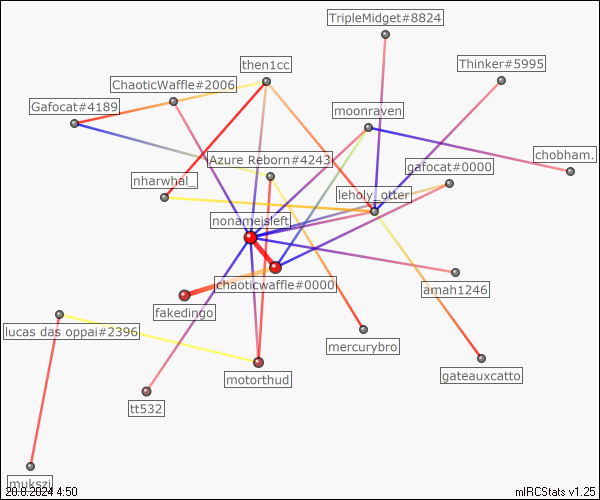 TripleMidget#8824
then1cc
Thinker#5995
ChaoticWaffle#2006
Gafocat#4189
moonraven
chobham.
Azure Reborn#4243
gafocat#0000
nharwhal_
leholy_otter
nonameisleft
chaoticwaffle#0000
amah1246
fakedingo
lucas das oppai#2396
mercurybro
motorthud
gateauxcatto
tt532
mukszi
20.8.2024 4:50
mIRCStats v1.25